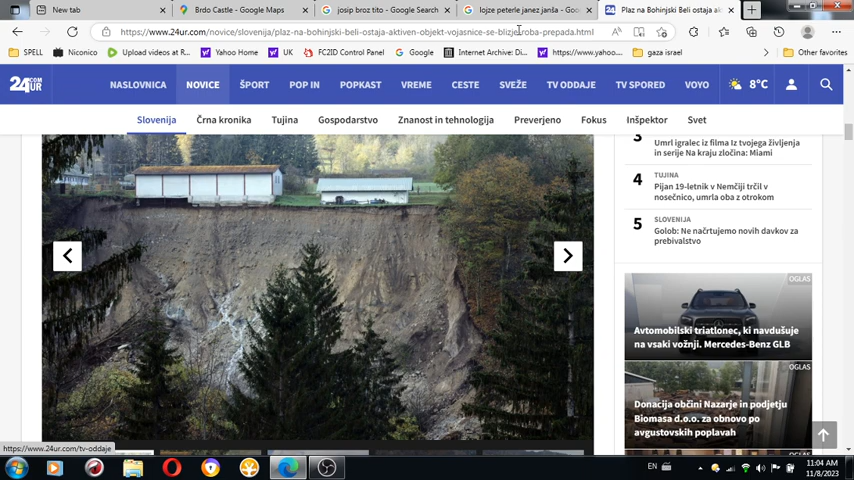 New tab
Brdo Castle - Google Maps
josip broz tito - Google Search
lojze peterle janez janša - Goo
Plaz na Bohinjski Beli ostaja ak
https://www.24ur.com/novice/slovenija/plaz-na-bohinjski-beli-ostaja-aktiven-objekt-vojasnice-se-blizje-roba-prepada.html
SPELL
Niconico
Upload videos at R...
Yahoo Home
UK
FC2ID Control Panel
Google
Internet Archive: Di...
https://www.yahoo....
gaza israel
Other favorites
24UR.COM
NASLOVNICA
NOVICE
ŠPORT
POP IN
POPKAST
VREME
CESTE
SVEŽE
TV ODDAJE
TV SPORED
VOYO
8°C
Slovenija
Črna kronika
Tujina
Gospodarstvo
Znanost in tehnologija
Preverjeno
Fokus
Inšpektor
Svet
3
Umrl igralec iz filma Iz tvojega življenja
in serije Na kraju zločina: Miami
4
TUJINA
Pijan 19-letnik v Nemčiji trčil v
nosečnico, umrla oba z otrokom
5
SLOVENIJA
Golob: Ne načrtujemo novih davkov za
prebivalstvo
OGLAS
Avtomobilski triatlonec, ki navdušuje
na vsaki vožnji. Mercedes-Benz GLB
OGLAS
Donacija občini Nazarje in podjetju
Biomasa d.o.o. za obnovo po
avgustovskih poplavah
https://www.24ur.com/tv-oddaje
EN
11:04 AM
11/8/2023